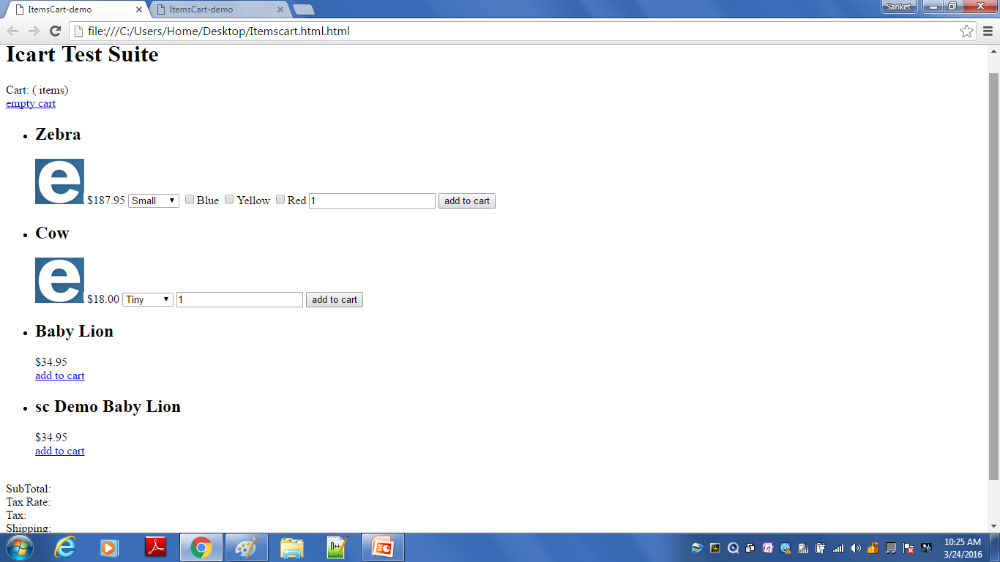 ItemsCart-demo
ItemsCart-demo
Sanket
file:///C:/Users/Home/Desktop/Itemscart.html.html
Icart Test Suite
Cart: ( items)
empty cart
Zebra
e $187.95 Small Blue Yellow Red 1 add to cart
Cow
e $18.00 Tiny 1 add to cart
Baby Lion
$34.95
add to cart
sc Demo Baby Lion
$34.95
add to cart
SubTotal:
Tax Rate:
Tax:
Shipping:
10:25 AM
3/24/2016